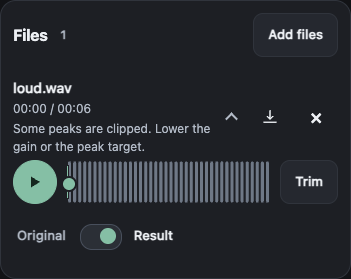 Files 1 Add files
loud.wav
00:00 / 00:06
Some peaks are clipped. Lower the
gain or the peak target.
Trim
Original Result